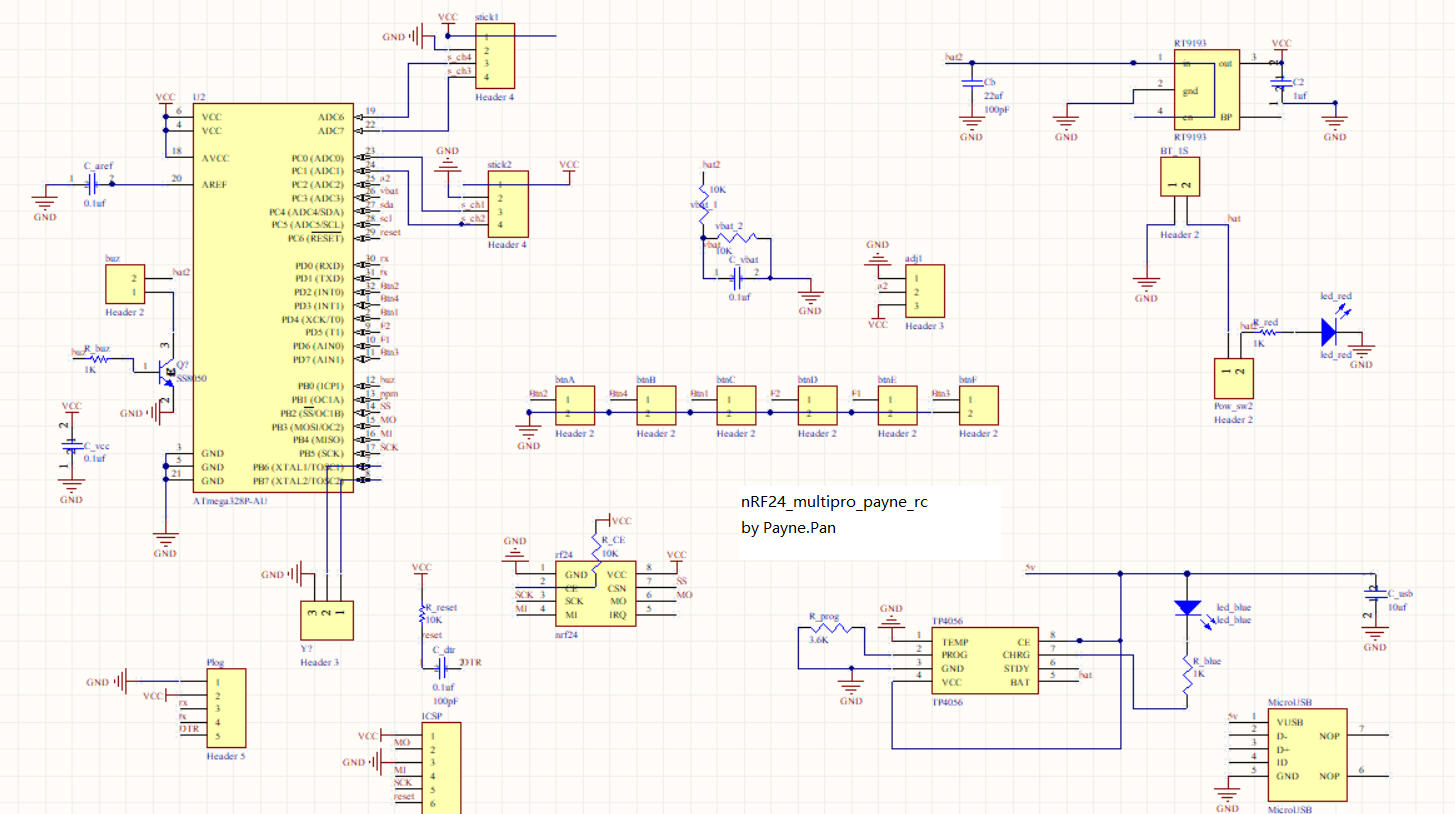 VCC
stick1
GND
1
2
s_ch4
3
s_ch3
4
Header 4
VCC
U2
6
VCC
ADC6
19
4
VCC
ADC7
22
18
AVCC
PC0 (ADC0)
23
PC1 (ADC1)
24
20
AREF
PC2 (ADC2)
25
a2
PC3 (ADC3)
26
vbat
PC4 (ADC4/SDA)
27
sda
PC5 (ADC5/SCL)
28
scl
PC6 (RESET)
29
reset
C_aref
1
2
0.1uf
GND
GND
stick2
VCC
1
2
s_ch1
3
s_ch2
4
Header 4
PD0 (RXD)
30
rx
PD1 (TXD)
31
tx
PD2 (INT0)
32
Btn2
PD3 (INT1)
1
Btn4
PD4 (XCK/T0)
2
Btn1
PD5 (T1)
9
F2
PD6 (AIN0)
10
F1
PD7 (AIN1)
11
Btn3
PB0 (ICP1)
12
buz
PB1 (OC1A)
13
ppm
PB2 (SS/OC1B)
14
SS
PB3 (MOSI/OC2)
15
MO
PB4 (MISO)
16
MI
PB5 (SCK)
17
SCK
3
GND
5
GND
PB6 (XTAL1/TOSC1)
7
21
GND
PB7 (XTAL2/TOSC2)
8
ATmega328P-AU
GND
buz
2
1
bat2
Header 2
buz
R_buz
1K
1
3
Q?
SS8050
2
GND
VCC
2
C_vcc
1
0.1uf
GND
bat2
10K
vbat_1
vbat_2
vbat
10K
C_vbat
1
2
0.1uf
GND
GND
adj1
1
a2
2
3
VCC
Header 3
bat2
Cb
22uf
100pF
GND
RT9193
1
in
out
3
VCC
2
gnd
4
en
BP
RT9193
GND
2
C2
1
1uf
GND
BT_1S
1 2
Header 2
bat
GND
bat2
R_red
1K
led_red
led_red
GND
1 2
Pow_sw2
Header 2
btnA
Btn2
1
2
Header 2
GND
btnB
Btn4
1
2
Header 2
btnC
Btn1
1
2
Header 2
btnD
F2
1
2
Header 2
btnE
F1
1
2
Header 2
btnF
Btn3
1
2
Header 2
nRF24_multipro_payne_rc
by Payne.Pan
GND
3 2 1
Y?
Header 3
VCC
R_reset
10K
reset
C_dtr
1
2
DTR
0.1uf
100pF
GND
VCC
R_CE
10K
rf24
VCC
1
GND
VCC
8
2
CE
CSN
7
SS
SCK
3
SCK
MO
6
MO
MI
4
MI
IRQ
5
nrf24
Plog
GND
1
VCC
2
rx
3
tx
4
DTR
5
Header 5
ICSP
VCC
1
MO
2
GND
3
MI
4
SCK
5
reset
6
5v
R_prog
3.6K
GND
GND
TP4056
1
TEMP
CE
8
2
PROG
CHRG
7
3
GND
STDY
6
4
VCC
BAT
5
bat
TP4056
led_blue
led_blue
R_blue
1K
C_usb
2
10uf
GND
MicroUSB
5v
1
VUSB
2
D-
NOP
7
3
D+
4
ID
5
GND
NOP
6
GND
MicroUSB